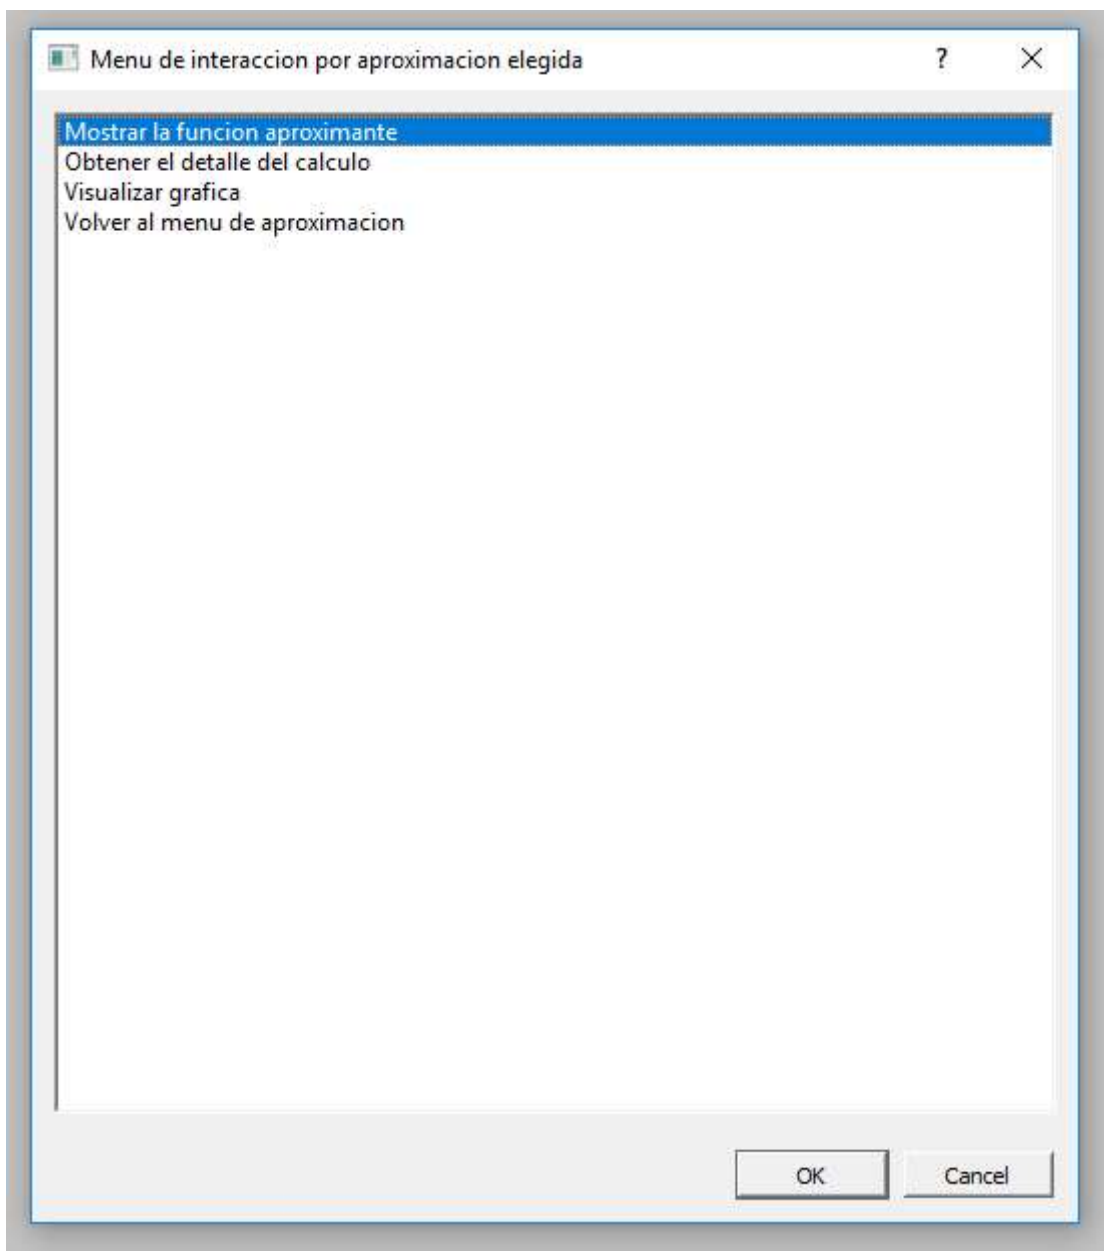 Menu de interaccion por aproximacion elegida ?
Mostrar la funcion aproximante
Obtener el detalle del calculo
Visualizar grafica
Volver al menu de aproximacion
OK Cancel